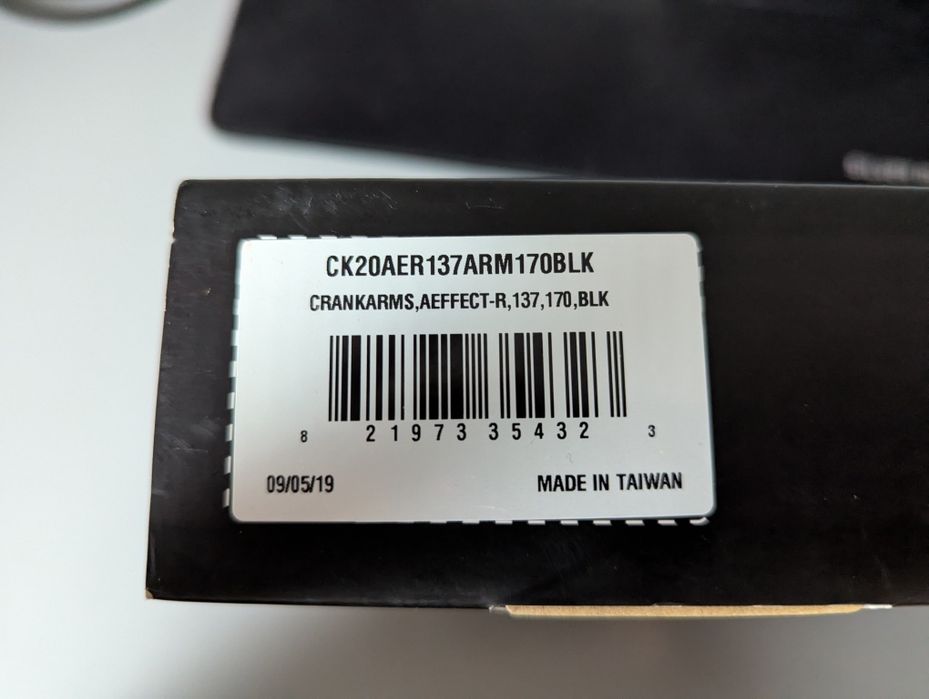 CK20AER137ARM170BLK
CRANKARMS,AEFFECT-R,137,170,BLK
8 21973 35432 3
09/05/19 MADE IN TAIWAN